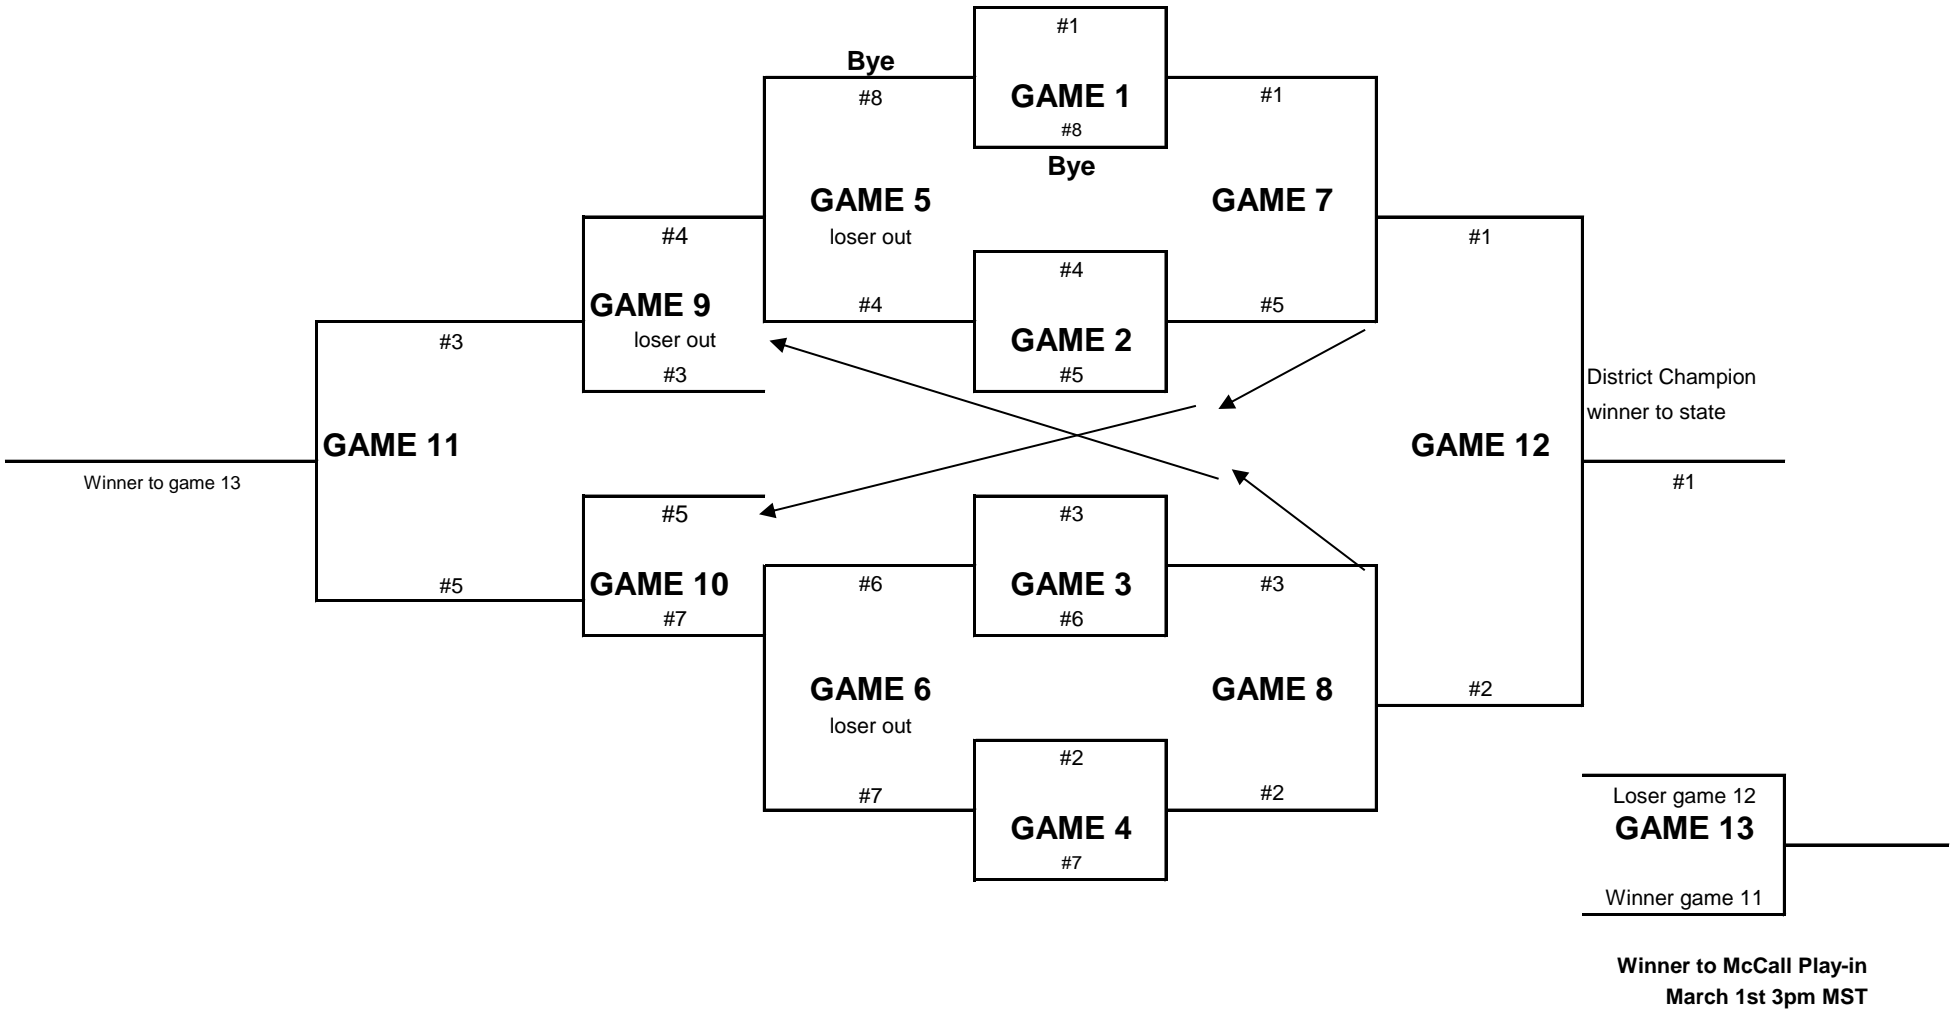 #1
Bye
#8
GAME 1
#1
#8
Bye
GAME 5
GAME 7
loser out
#4
#1
#4
GAME 9
#4
#5
loser out
GAME 2
#3
#3
#5
District Champion
winner to state
GAME 11
GAME 12
Winner to game 13
#1
#5
#3
GAME 10
#6
GAME 3
#3
#5
#7
#6
GAME 6
GAME 8
#2
loser out
#2
#7
#2
Loser game 12
GAME 4
GAME 13
#7
Winner game 11
Winner to McCall Play-in
March 1st 3pm MST